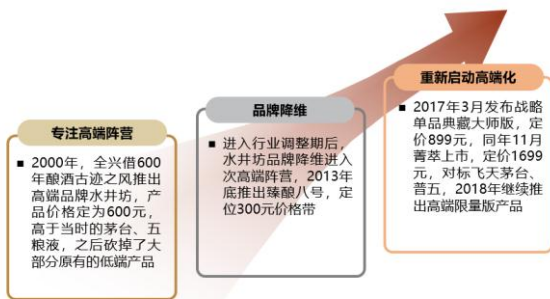 专注高端阵营
■ 2000年，全兴借600
年酿酒古迹之风推出
高端品牌水井坊，产
品价格定为600元，
高于当时的茅台、五
粮液，之后砍掉了大
部分原有的低端产品
品牌降维
■ 进入行业调整期后，
水井坊品牌降维进入
次高端阵营，2013年
底推出臻酿八号，定
位300元价格带
重新启动高端化
■ 2017年3月发布战略
单品典藏大师版，定
价899元，同年11月
菁萃上市，定价1699
元，对标飞天茅台、
普五，2018年继续推
出高端限量版产品